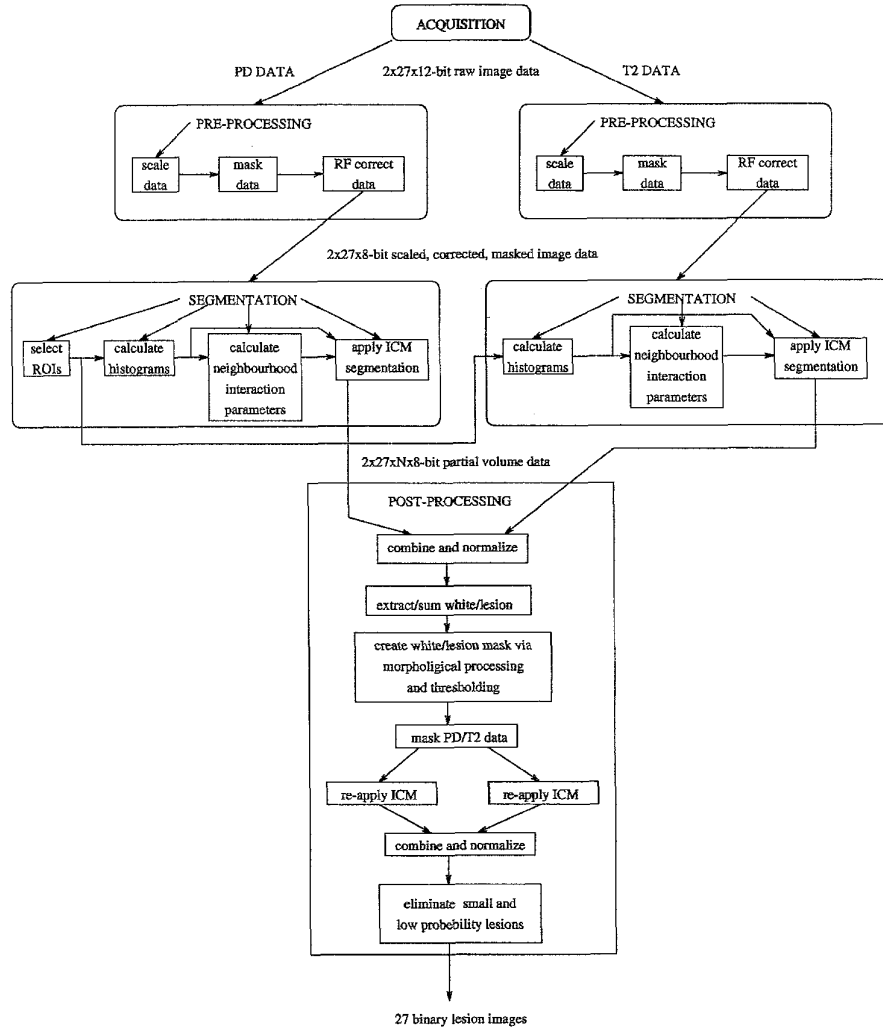 ACQUISITION
PD DATA
2x27x12-bit raw image data
T2 DATA
PRE-PROCESSING
scale
data
mask
data
RF correct
data
PRE-PROCESSING
scale
data
mask
data
RF correct
data
2x27x8-bit scaled, corrected, masked image data
SEGMENTATION
select
ROIs
calculate
histograms
calculate
neighbourhood
interaction
parameters
apply ICM
segmentation
SEGMENTATION
calculate
histograms
calculate
neighbourhood
interaction
parameters
apply ICM
segmentation
2x27xNx8-bit partial volume data
POST-PROCESSING
combine and normalize
extract/sum white/lesion
create white/lesion mask via
morpholigical processing
and thresholding
mask PD/T2 data
re-apply ICM
re-apply ICM
combine and normalize
eliminate small and
low probebility lesions
27 binary lesion images